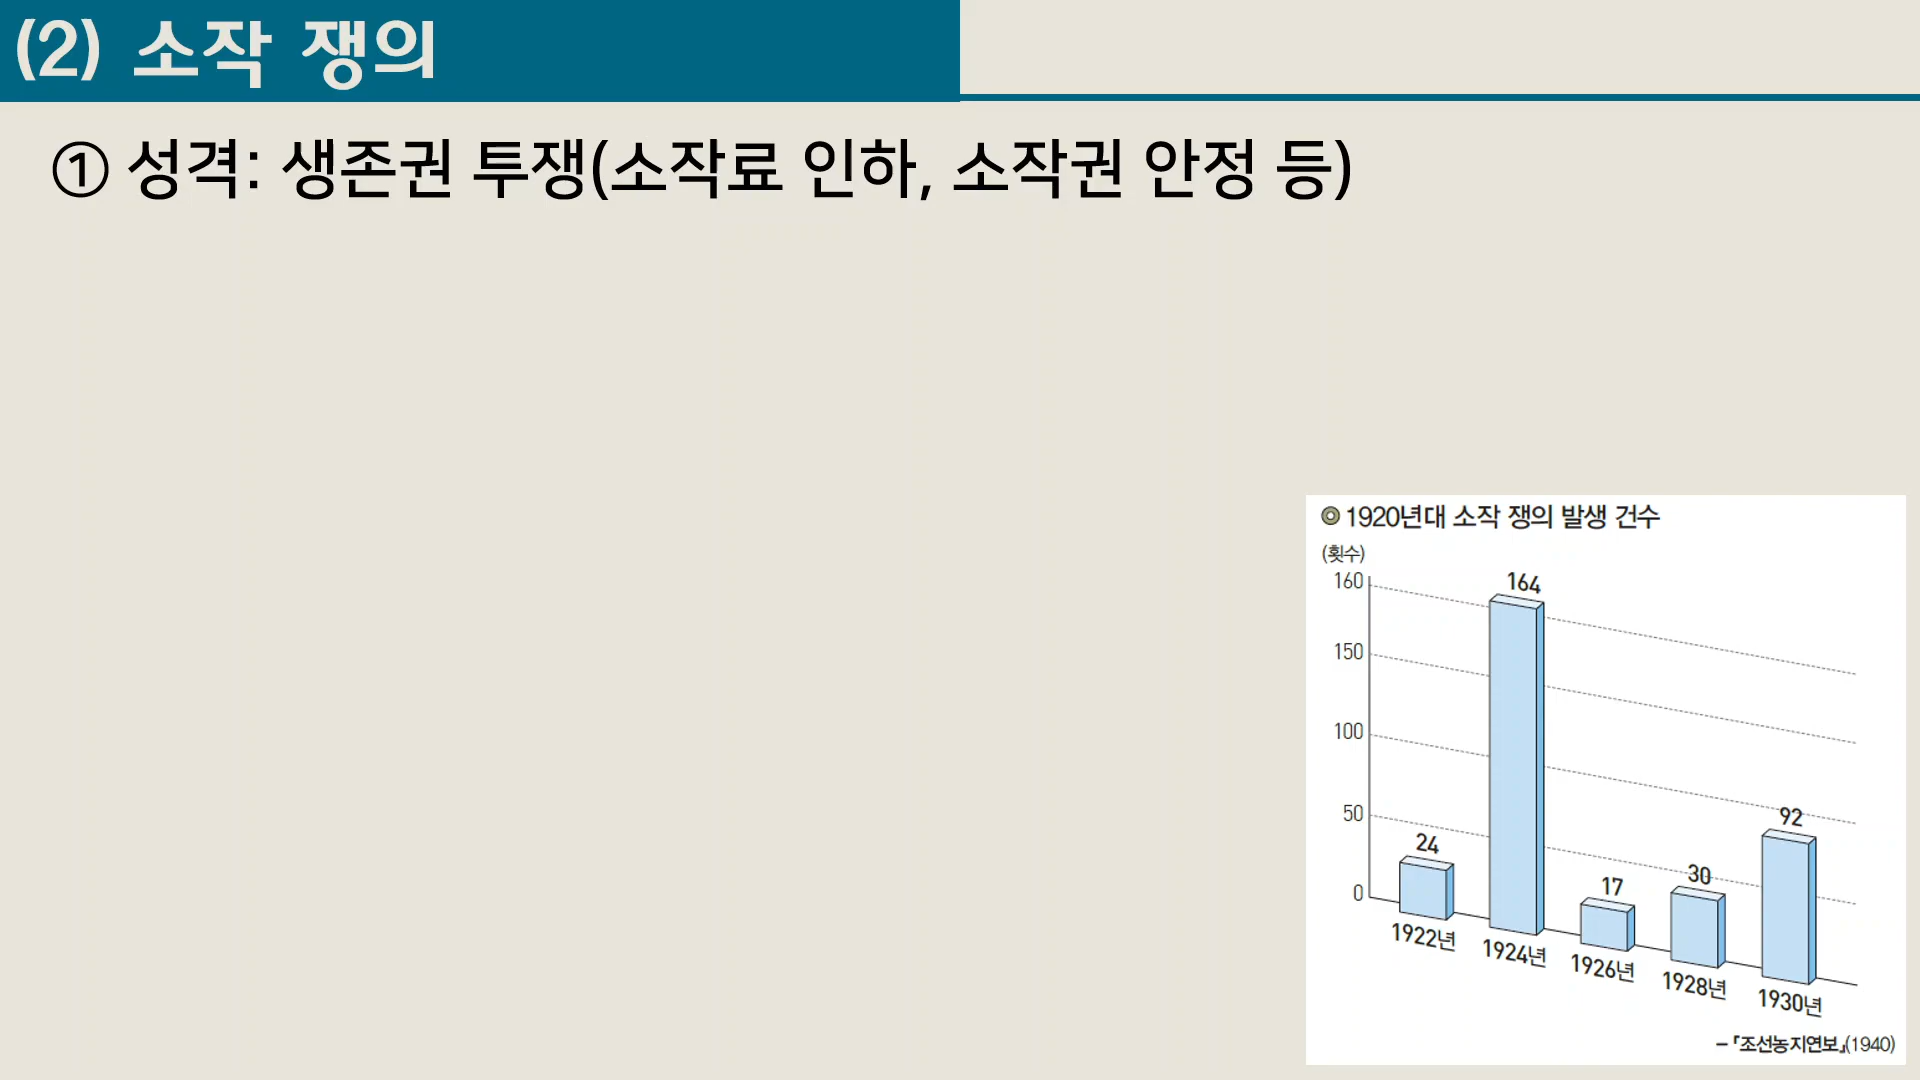 (2) 소작 쟁의
① 성격: 생존권 투쟁(소작료 인하, 소작권 안정 등)
◎ 1920년대 소작 쟁의 발생 건수
(횟수)
160
150
100
50
0
24
164
17
30
92
1922년
1924년
1926년
1928년
1930년
– 『조선농지연보』(1940)